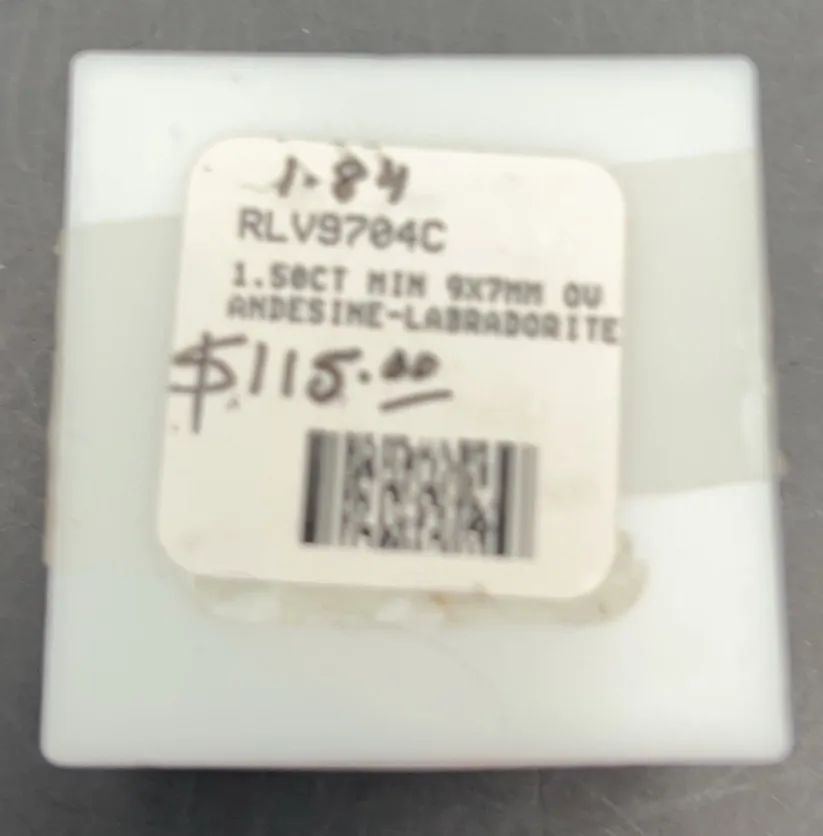 1.84
RLV9704C
1.50CT MIN 9X7MM OV
ANDESINE-LABRADORITE
$115.00